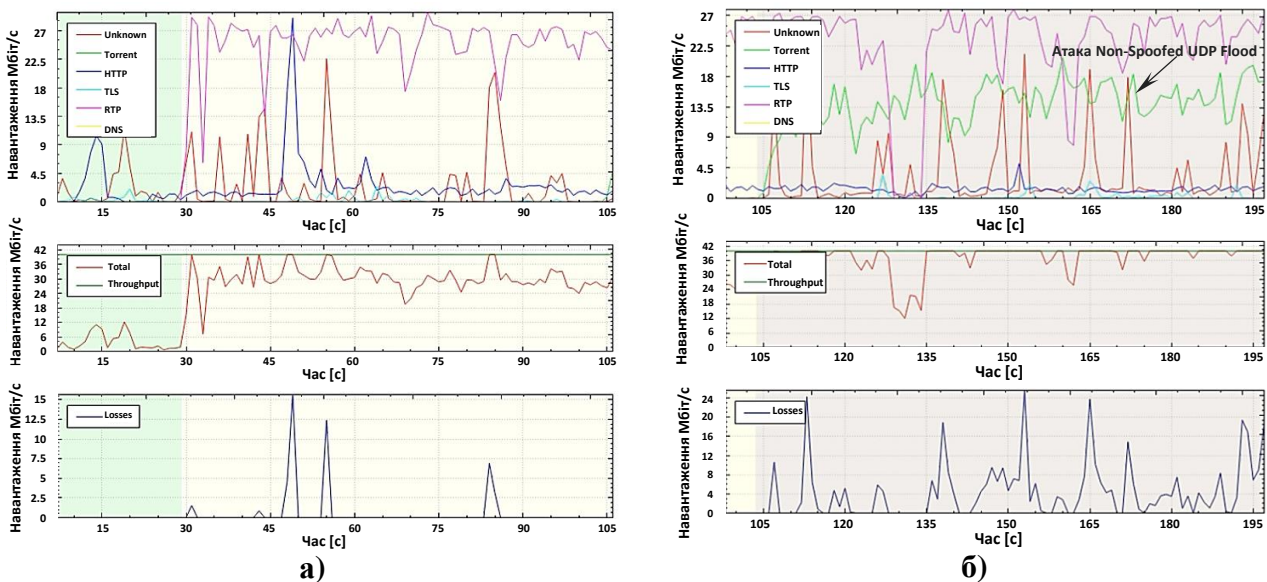 Навантаження Мбіт/с
27
22.5
18
13.5
9
4.5
0
Unknown
Torrent
HTTP
TLS
RTP
DNS
15 30 45 60 75 90 105
Час [с]
Навантаження Мбіт/с
42
36
30
24
18
12
6
0
Total
Throughput
15 30 45 60 75 90 105
Час [с]
Навантаження Мбіт/с
15
12.5
10
7.5
5
2.5
0
Losses
15 30 45 60 75 90 105
Час [с]
а)
Навантаження Мбіт/с
27
22.5
18
13.5
9
4.5
0
Unknown
Torrent
HTTP
TLS
RTP
DNS
Атака Non-Spoofed UDP Flood
105 120 135 150 165 180 195
Час [с]
Навантаження Мбіт/с
42
36
30
24
18
12
6
0
Total
Throughput
105 120 135 150 165 180 195
Час [с]
Навантаження Мбіт/с
24
20
16
12
8
4
0
Losses
105 120 135 150 165 180 195
Час [с]
б)